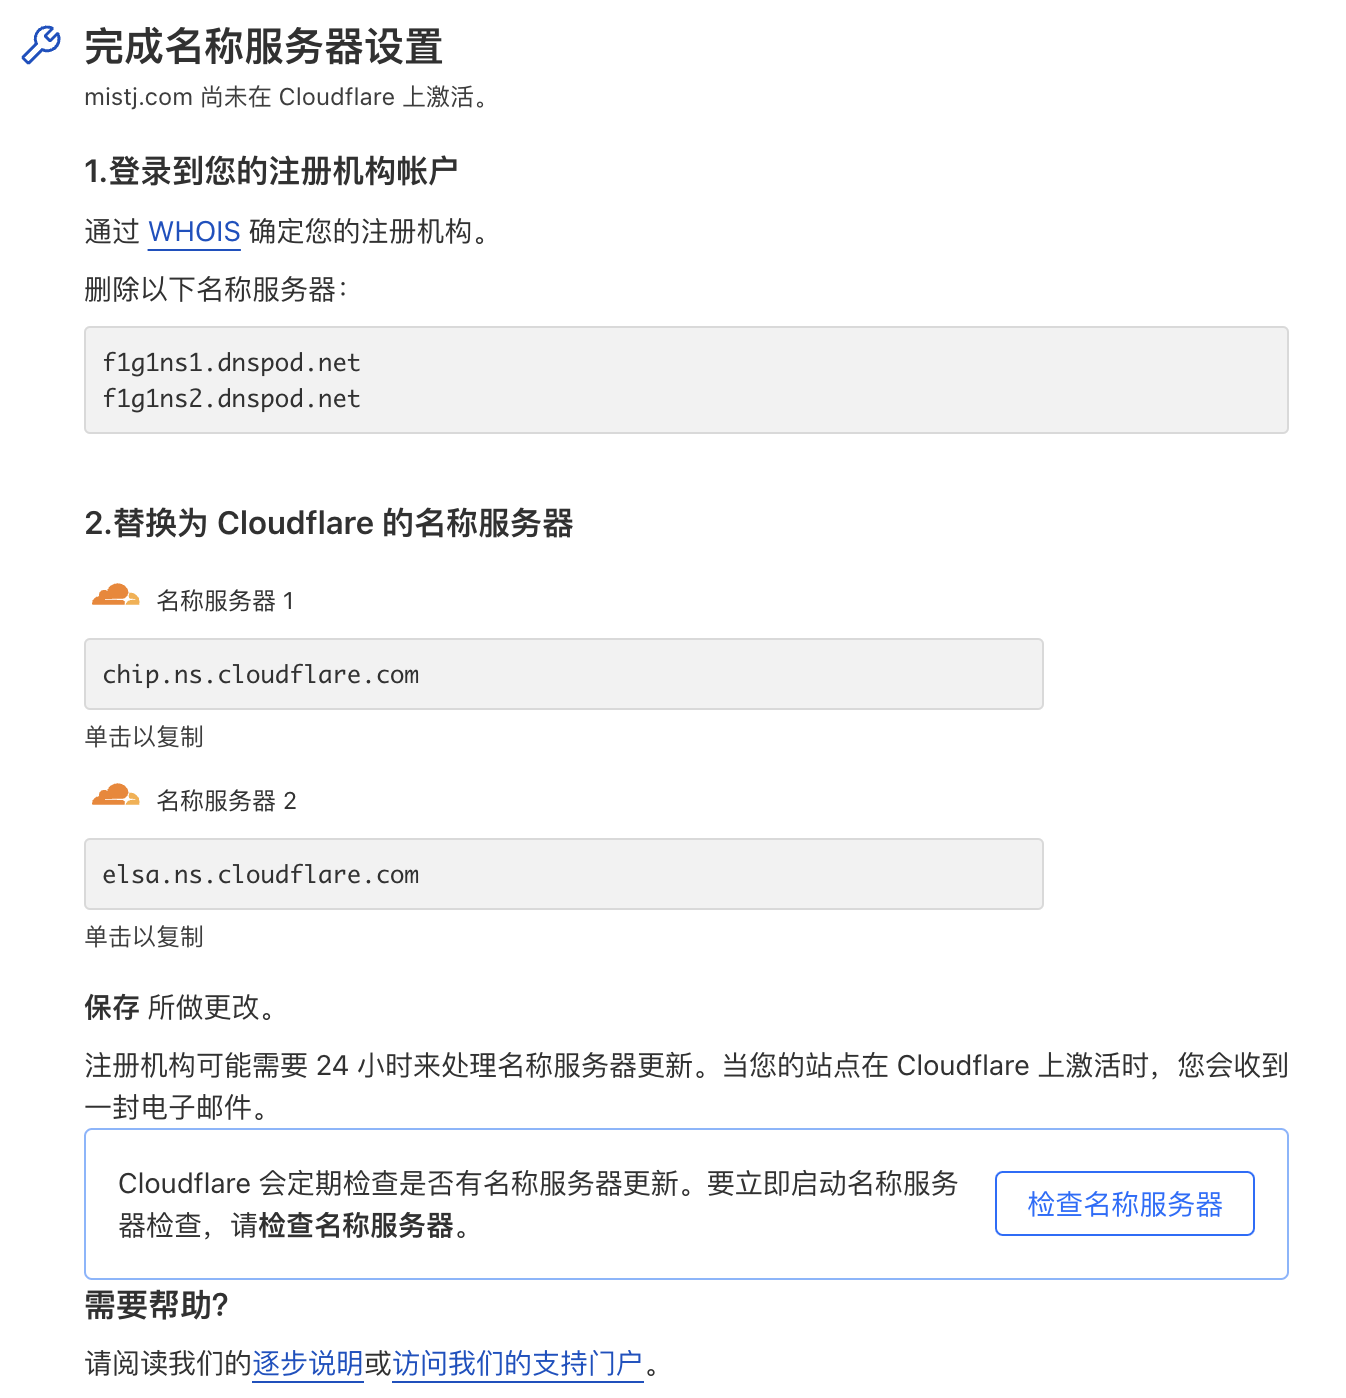 完成名称服务器设置
mistj.com 尚未在 Cloudflare 上激活。
1.登录到您的注册机构帐户
通过 WHOIS 确定您的注册机构。
删除以下名称服务器：
f1g1ns1.dnspod.net
f1g1ns2.dnspod.net
2.替换为 Cloudflare 的名称服务器
名称服务器 1
chip.ns.cloudflare.com
单击以复制
名称服务器 2
elsa.ns.cloudflare.com
单击以复制
保存 所做更改。
注册机构可能需要 24 小时来处理名称服务器更新。当您的站点在 Cloudflare 上激活时，您会收到
一封电子邮件。
Cloudflare 会定期检查是否有名称服务器更新。要立即启动名称服务
器检查，请检查名称服务器。
检查名称服务器
需要帮助?
请阅读我们的逐步说明或访问我们的支持门户。